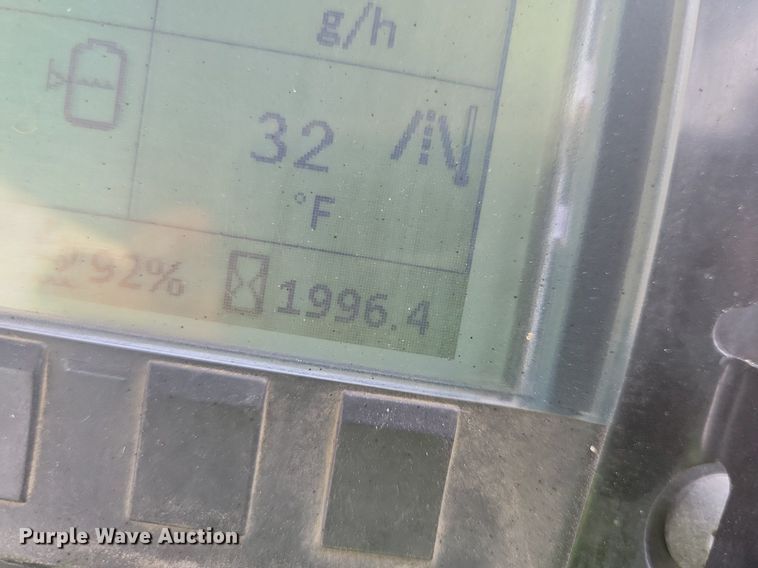 g/h
32
°F
92% 1996.4
Purple Wave Auction